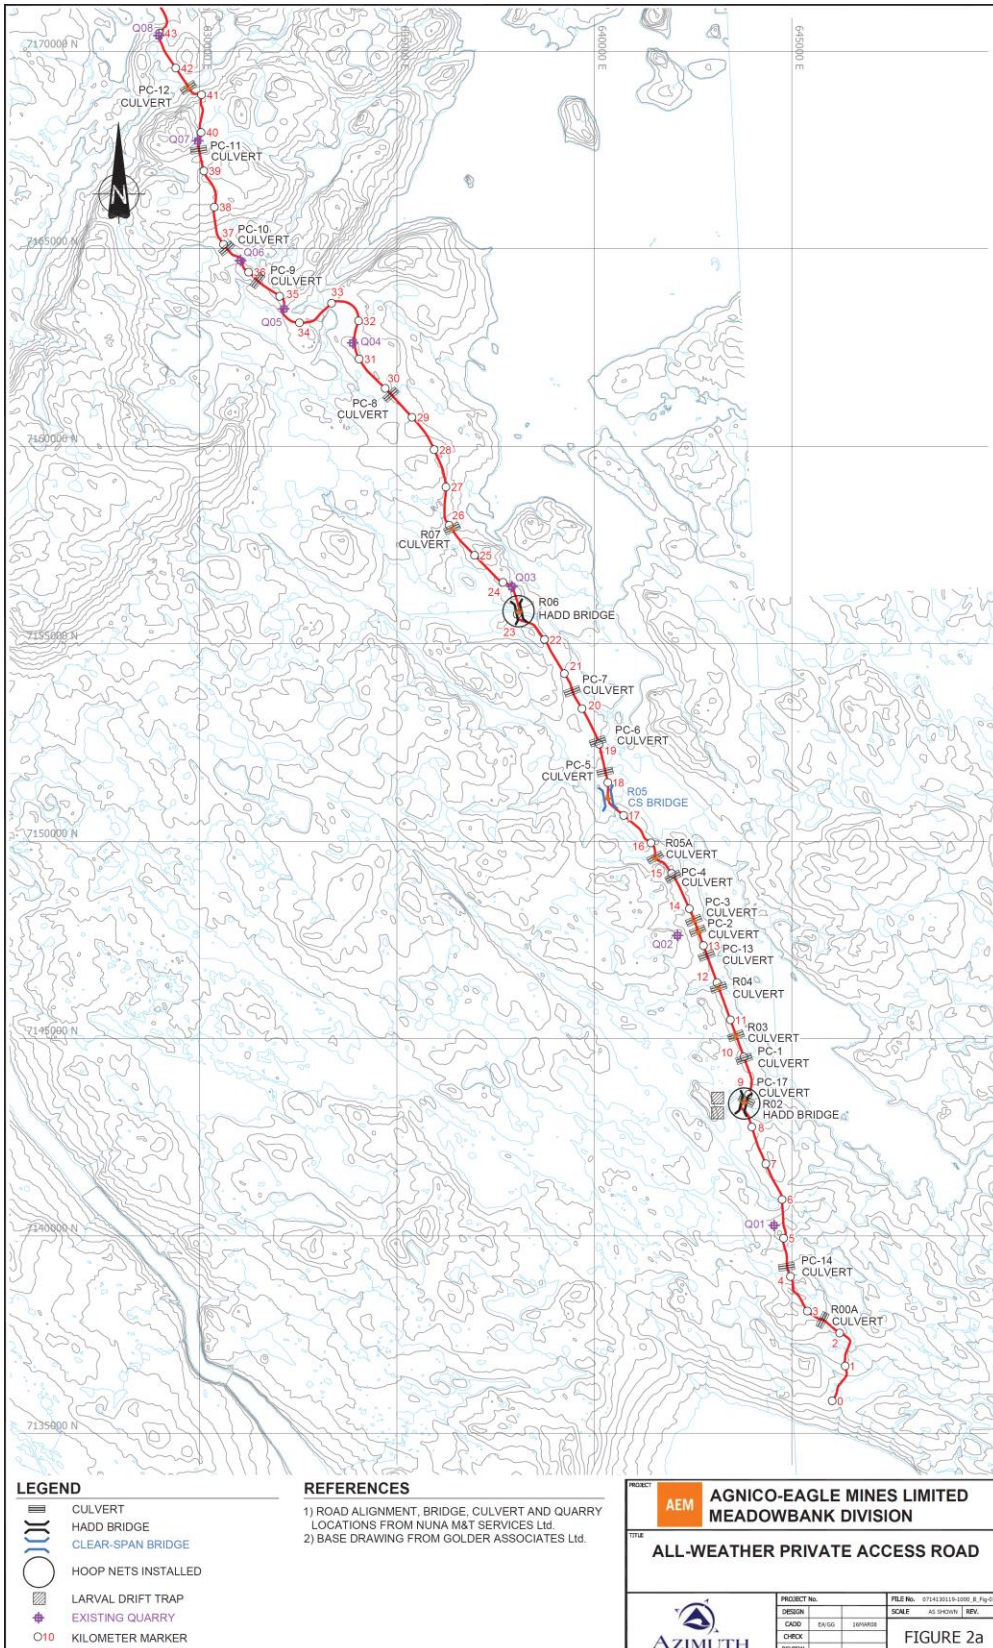 Q08
43
7170000 N
630000 E
635000 E
640000 E
645000 E
42
PC-12
CULVERT
41
40
Q07
PC-11
CULVERT
39
N
38
37
PC-10
CULVERT
7165000 N
Q06
36
PC-9
CULVERT
35
33
Q05
34
32
Q04
31
30
PC-8
CULVERT
29
7160000 N
28
27
26
R07
CULVERT
25
24
Q03
R06
HADD BRIDGE
23
22
7155000 N
21
PC-7
CULVERT
20
PC-6
CULVERT
19
PC-5
CULVERT
18
R05
CS BRIDGE
17
7150000 N
16
R05A
CULVERT
15
PC-4
CULVERT
14
PC-3
CULVERT
PC-2
CULVERT
Q02
13
PC-13
CULVERT
12
R04
CULVERT
11
R03
CULVERT
7145000 N
10
PC-1
CULVERT
9
PC-17
CULVERT
R02
HADD BRIDGE
8
7
6
Q01
7140000 N
5
PC-14
CULVERT
4
3
R00A
CULVERT
2
1
0
7135000 N
LEGEND
CULVERT
HADD BRIDGE
CLEAR-SPAN BRIDGE
HOOP NETS INSTALLED
LARVAL DRIFT TRAP
EXISTING QUARRY
10 KILOMETER MARKER
REFERENCES
1) ROAD ALIGNMENT, BRIDGE, CULVERT AND QUARRY
LOCATIONS FROM NUNA M&T SERVICES Ltd.
2) BASE DRAWING FROM GOLDER ASSOCIATES Ltd.
PROJECT
AEM
AGNICO-EAGLE MINES LIMITED
MEADOWBANK DIVISION
TITLE
ALL-WEATHER PRIVATE ACCESS ROAD
AZIMUTH
PROJECT No.
FILE No.
DESIGN
SCALE AS SHOWN REV.
CADD EA/GG 16MAR08
CHECK
FIGURE 2a